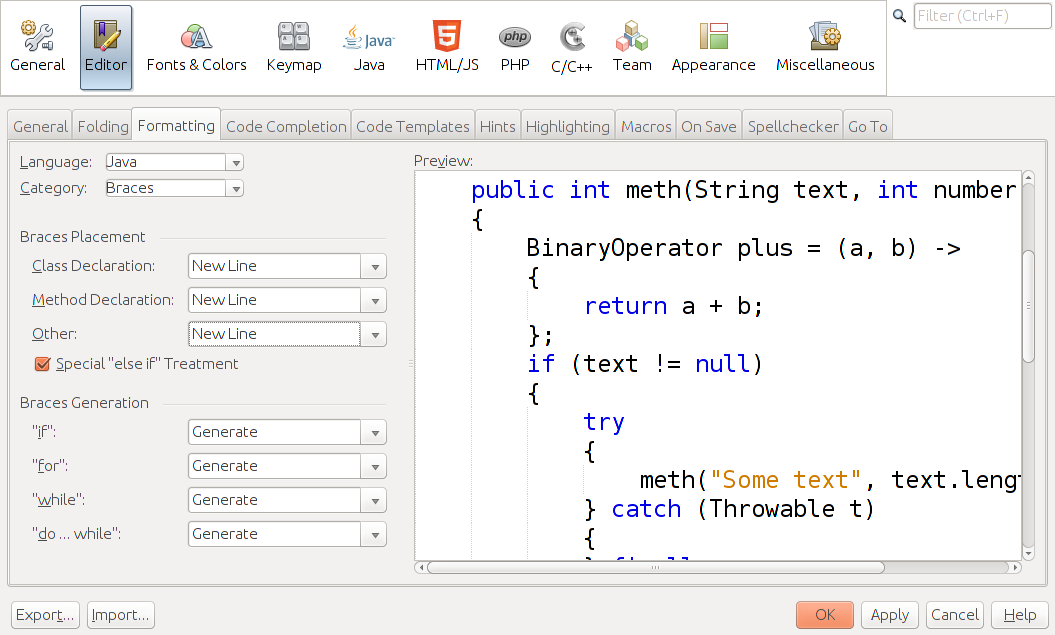 Filter (Ctrl+F)
General Editor Fonts & Colors Keymap Java HTML/JS PHP C/C++ Team Appearance Miscellaneous
General Folding Formatting Code Completion Code Templates Hints Highlighting Macros On Save Spellchecker Go To
Language: Java
Category: Braces
Braces Placement
Class Declaration: New Line
Method Declaration: New Line
Other: New Line
Special "else if" Treatment
Braces Generation
"if": Generate
"for": Generate
"while": Generate
"do ... while": Generate
Preview:
public int meth(String text, int number
{
BinaryOperator plus = (a, b) ->
{
return a + b;
};
if (text != null)
{
try
{
meth("Some text", text.leng
} catch (Throwable t)
{
Export... Import... OK Apply Cancel Help